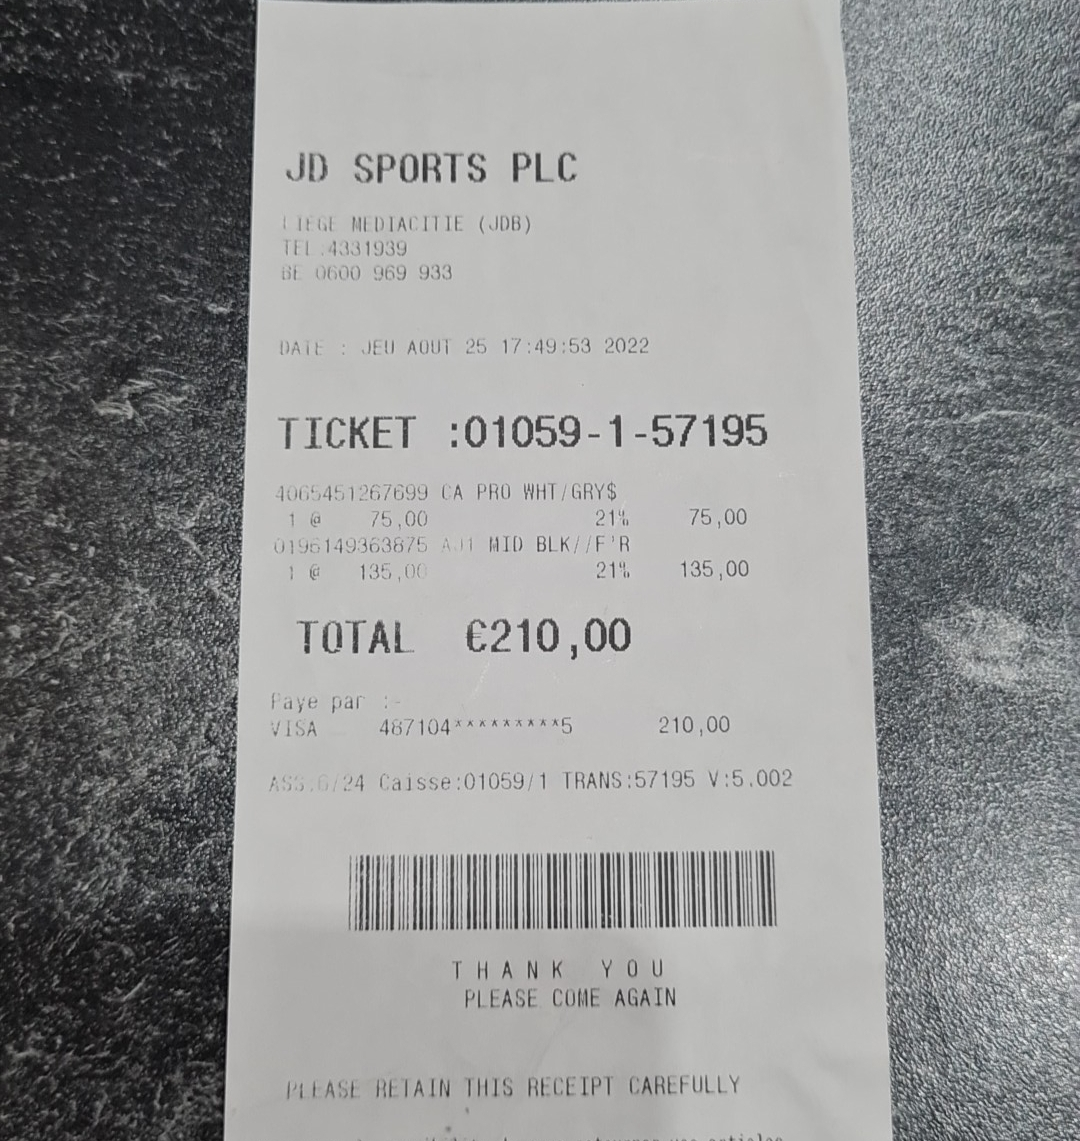 JD SPORTS PLC
LIEGE MEDIACITIE (JDB)
TEL.4331939
BE 0600 969 933
DATE : JEU AOUT 25 17:49:53 2022
TICKET :01059-1-57195
4065451267699 CA PRO WHT/GRY$
1 @ 75,00 21% 75,00
0196149363875 AJ1 MID BLK//F'R
1 @ 135,00 21% 135,00
TOTAL €210,00
Paye par :-
VISA 487104*********5 210,00
ASS:6/24 Caisse:01059/1 TRANS:57195 V:5.002
THANK YOU
PLEASE COME AGAIN
PLEASE RETAIN THIS RECEIPT CAREFULLY